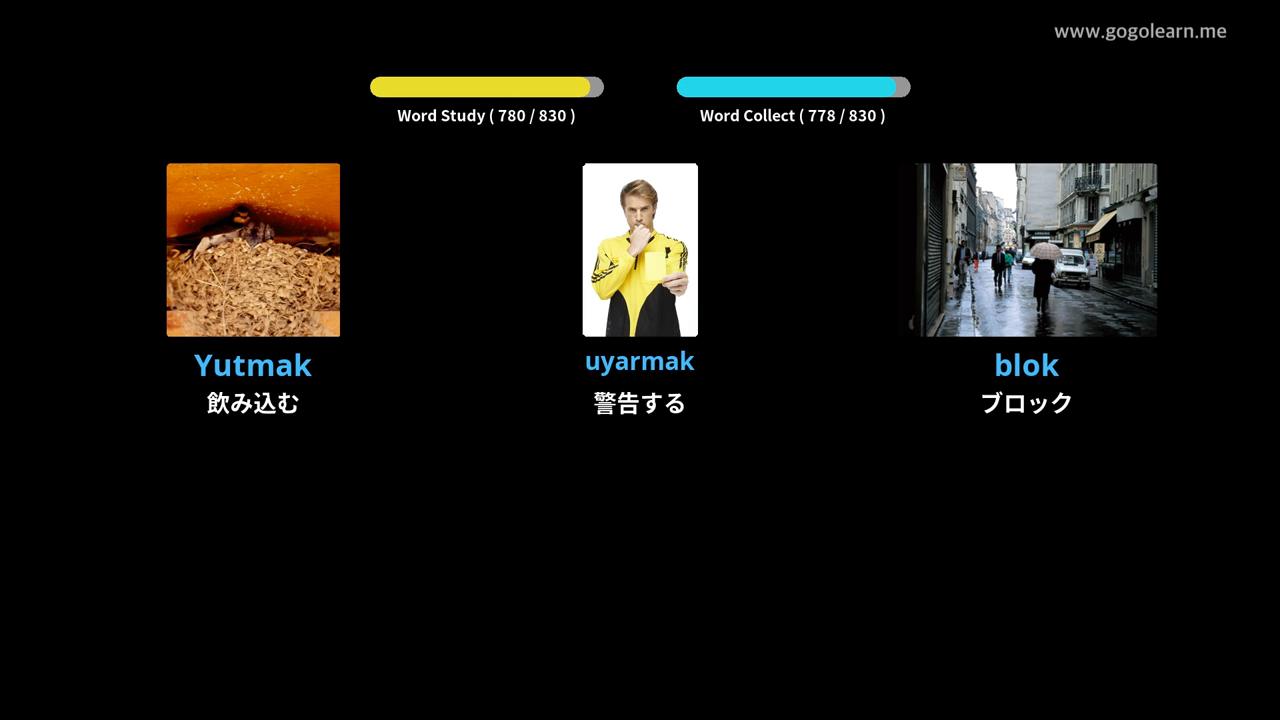 www.gogolearn.me
Word Study ( 780 / 830 )
Word Collect ( 778 / 830 )
Yutmak
飲み込む
uyarmak
警告する
blok
ブロック